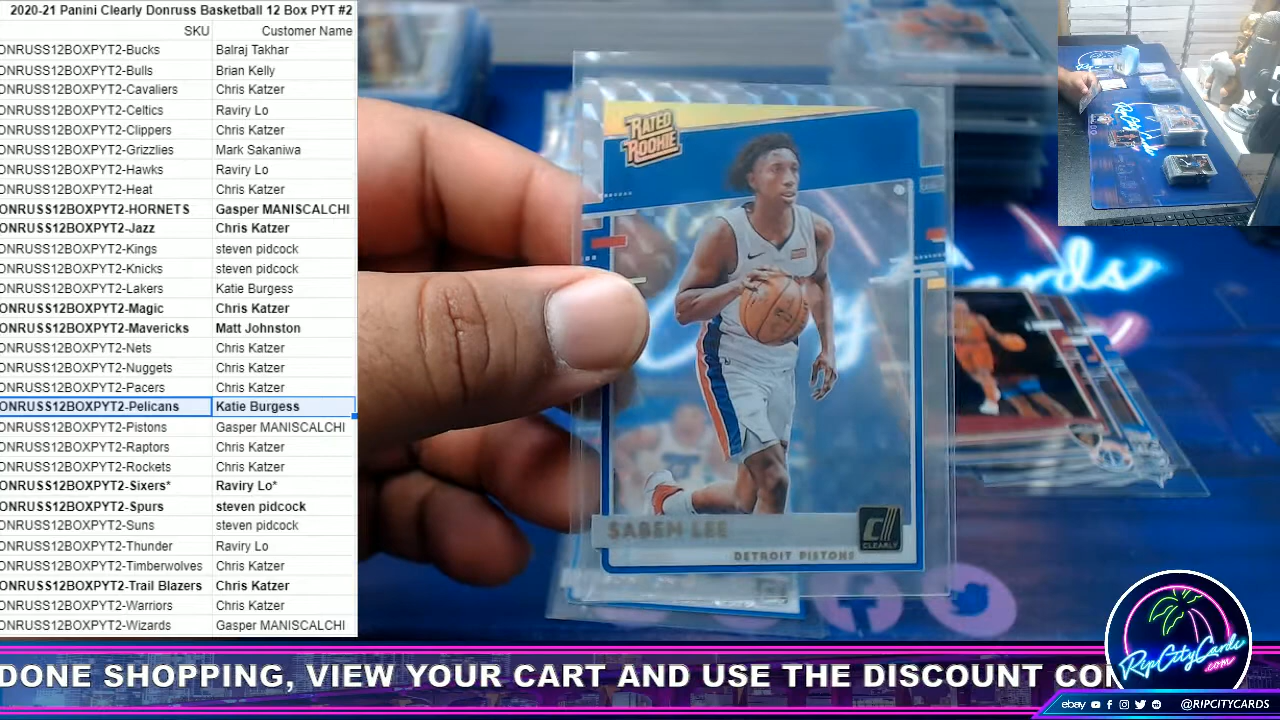 2020-21 Panini Clearly Donruss Basketball 12 Box PYT #2
SKU Customer Name
ONRUSS12BOXPYT2-Bucks Balraj Takhar
ONRUSS12BOXPYT2-Bulls Brian Kelly
ONRUSS12BOXPYT2-Cavaliers Chris Katzer
ONRUSS12BOXPYT2-Celtics Raviry Lo
ONRUSS12BOXPYT2-Clippers Chris Katzer
ONRUSS12BOXPYT2-Grizzlies Mark Sakaniwa
ONRUSS12BOXPYT2-Hawks Raviry Lo
ONRUSS12BOXPYT2-Heat Chris Katzer
ONRUSS12BOXPYT2-HORNETS Gasper MANISCALCHI
ONRUSS12BOXPYT2-Jazz Chris Katzer
ONRUSS12BOXPYT2-Kings steven pidcock
ONRUSS12BOXPYT2-Knicks steven pidcock
ONRUSS12BOXPYT2-Lakers Katie Burgess
ONRUSS12BOXPYT2-Magic Chris Katzer
ONRUSS12BOXPYT2-Mavericks Matt Johnston
ONRUSS12BOXPYT2-Nets Chris Katzer
ONRUSS12BOXPYT2-Nuggets Chris Katzer
ONRUSS12BOXPYT2-Pacers Chris Katzer
ONRUSS12BOXPYT2-Pelicans Katie Burgess
ONRUSS12BOXPYT2-Pistons Gasper MANISCALCHI
ONRUSS12BOXPYT2-Raptors Chris Katzer
ONRUSS12BOXPYT2-Rockets Chris Katzer
ONRUSS12BOXPYT2-Sixers* Raviry Lo*
ONRUSS12BOXPYT2-Spurs steven pidcock
ONRUSS12BOXPYT2-Suns steven pidcock
ONRUSS12BOXPYT2-Thunder Raviry Lo
ONRUSS12BOXPYT2-Timberwolves Chris Katzer
ONRUSS12BOXPYT2-Trail Blazers Chris Katzer
ONRUSS12BOXPYT2-Warriors Chris Katzer
ONRUSS12BOXPYT2-Wizards Gasper MANISCALCHI
RATED
ROOKIE
SABEN LEE
DETROIT PISTONS
CLEARLY
DONE SHOPPING, VIEW YOUR CART AND USE THE DISCOUNT CO
RipCityCards
.com
ebay @RIPCITYCARDS